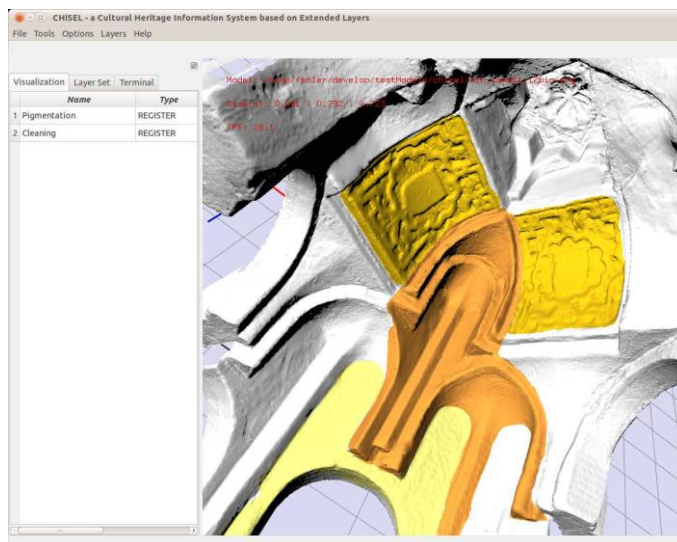 CHISEL - a Cultural Heritage Information System based on Extended Layers
File Tools Options Layers Help
Visualization Layer Set Terminal
Name Type
1 Pigmentation REGISTER
2 Cleaning REGISTER